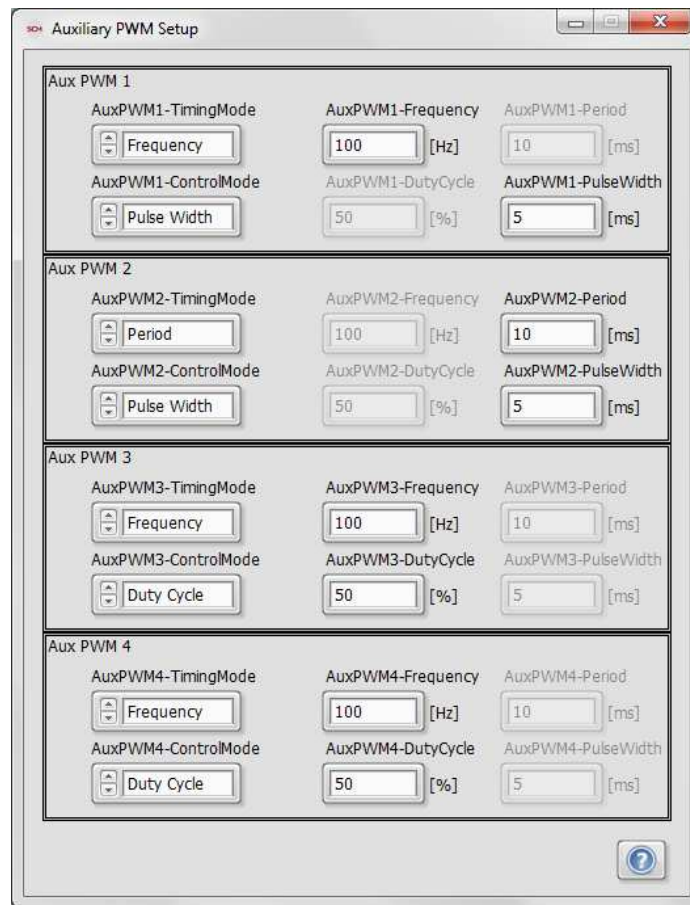 SCM Auxiliary PWM Setup
Aux PWM 1
AuxPWM1-TimingMode AuxPWM1-Frequency AuxPWM1-Period
Frequency 100 [Hz] 10 [ms]
AuxPWM1-ControlMode AuxPWM1-DutyCycle AuxPWM1-PulseWidth
Pulse Width 50 [%] 5 [ms]
Aux PWM 2
AuxPWM2-TimingMode AuxPWM2-Frequency AuxPWM2-Period
Period 100 [Hz] 10 [ms]
AuxPWM2-ControlMode AuxPWM2-DutyCycle AuxPWM2-PulseWidth
Pulse Width 50 [%] 5 [ms]
Aux PWM 3
AuxPWM3-TimingMode AuxPWM3-Frequency AuxPWM3-Period
Frequency 100 [Hz] 10 [ms]
AuxPWM3-ControlMode AuxPWM3-DutyCycle AuxPWM3-PulseWidth
Duty Cycle 50 [%] 5 [ms]
Aux PWM 4
AuxPWM4-TimingMode AuxPWM4-Frequency AuxPWM4-Period
Frequency 100 [Hz] 10 [ms]
AuxPWM4-ControlMode AuxPWM4-DutyCycle AuxPWM4-PulseWidth
Duty Cycle 50 [%] 5 [ms]
?